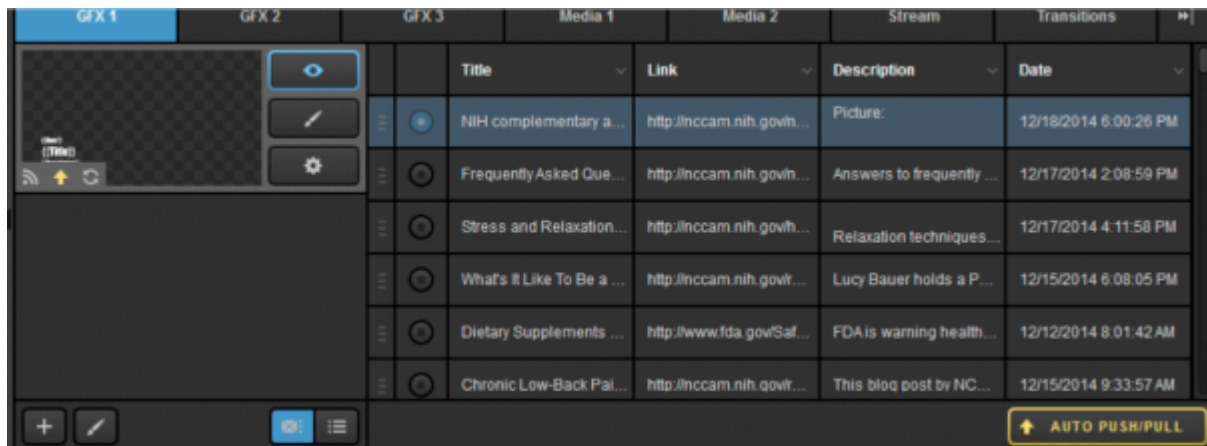 GFX 1 GFX 2 GFX 3 Media 1 Media 2 Stream Transitions
Title Link Description Date
NIH complementary a... http://nccam.nih.gov/n... Picture: 12/18/2014 6:00:26 PM
{{Title}}
Frequently Asked Que... http://nccam.nih.gov/n... Answers to frequently ... 12/17/2014 2:08:59 PM
Stress and Relaxation... http://nccam.nih.gov/h... Relaxation techniques... 12/17/2014 4:11:58 PM
What's It Like To Be a ... http://nccam.nih.gov/r... Lucy Bauer holds a P... 12/15/2014 6:08:05 PM
Dietary Supplements ... http://www.fda.gov/Saf... FDA is warning health... 12/12/2014 8:01:42 AM
Chronic Low-Back Pai... http://nccam.nih.gov/r... This blog post by NC... 12/15/2014 9:33:57 AM
AUTO PUSH/PULL